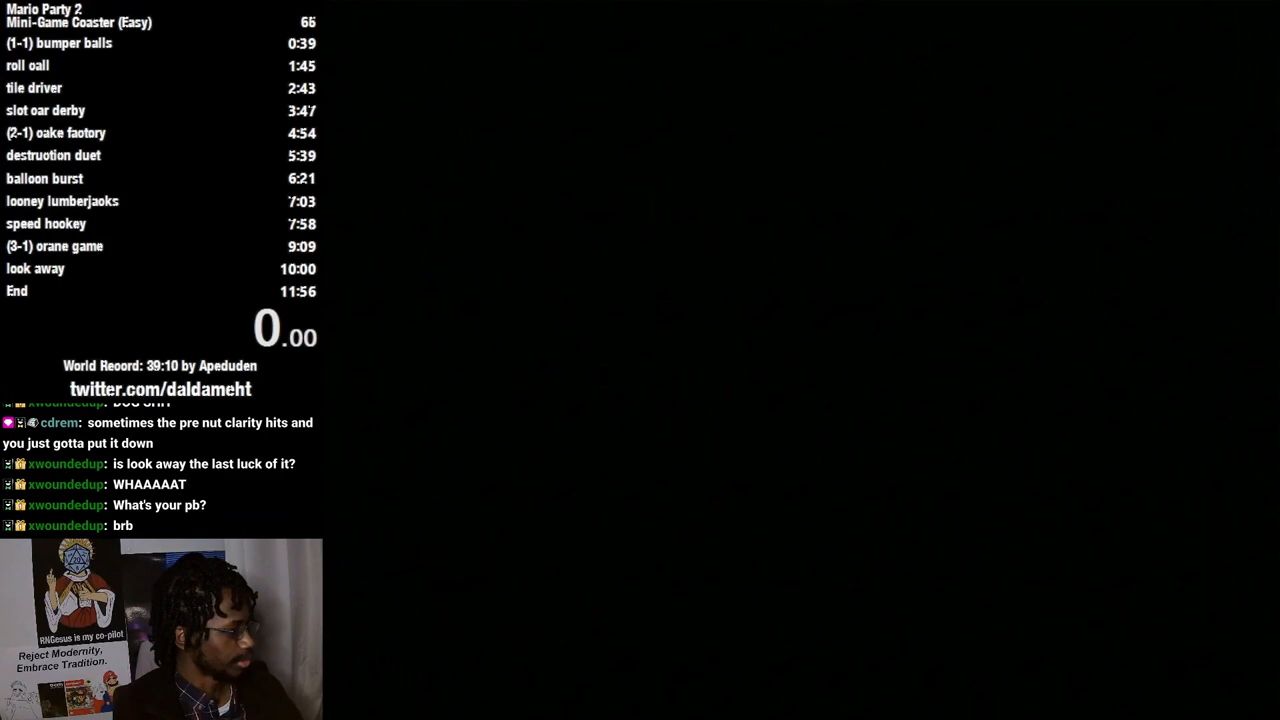 Mario Party 2
Mini-Game Coaster (Easy) 66
(1-1) bumper balls 0:39
roll oall 1:45
tile driver 2:43
slot oar derby 3:47
(2-1) oake faotory 4:54
destruotion duet 5:39
balloon burst 6:21
looney lumberjaoks 7:03
speed hookey 7:58
(3-1) orane game 9:09
look away 10:00
End 11:56
0.00
World Reoord: 39:10 by Apeduden
twitter.com/daldameht
xwoundedup: DOG SHIT
cdrem: sometimes the pre nut clarity hits and
you just gotta put it down
xwoundedup: is look away the last luck of it?
xwoundedup: WHAAAAAT
xwoundedup: What's your pb?
xwoundedup: brb
RNGesus is my co-pilot
Reject Modernity,
Embrace Tradition.